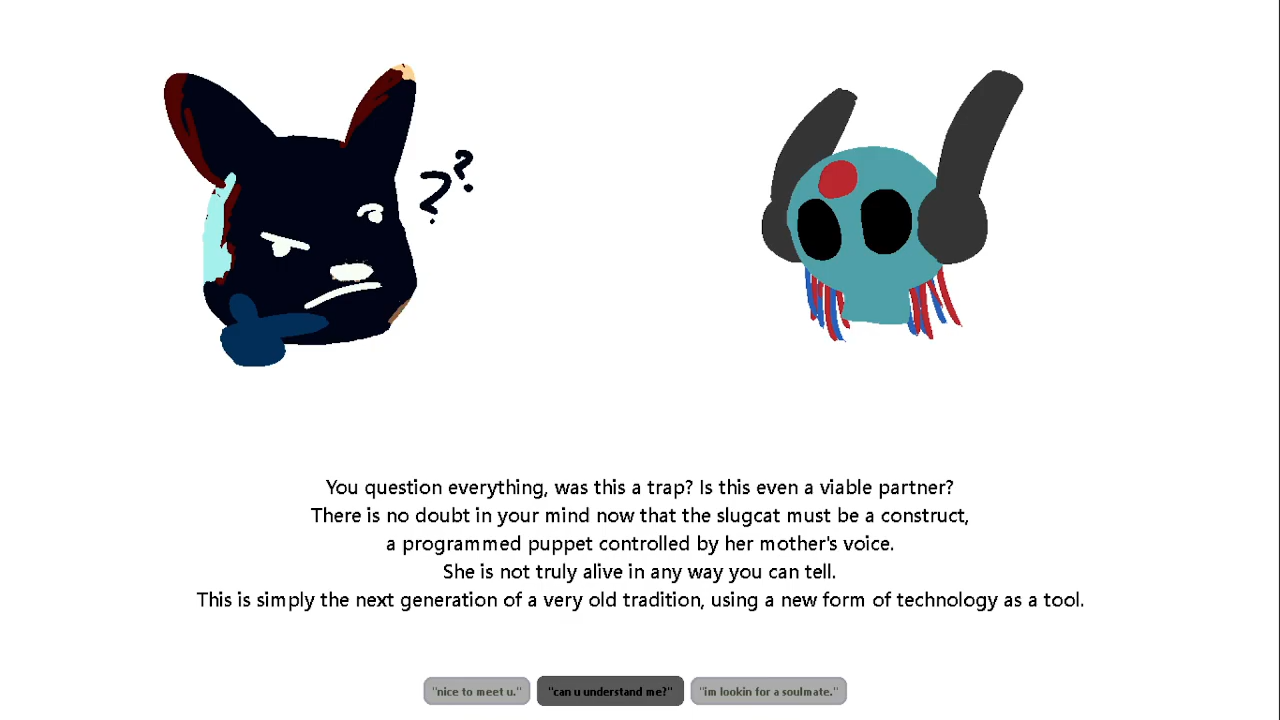 ? ?
You question everything, was this a trap? Is this even a viable partner?
There is no doubt in your mind now that the slugcat must be a construct,
a programmed puppet controlled by her mother's voice.
She is not truly alive in any way you can tell.
This is simply the next generation of a very old tradition, using a new form of technology as a tool.
"nice to meet u." "can u understand me?" "im lookin for a soulmate."